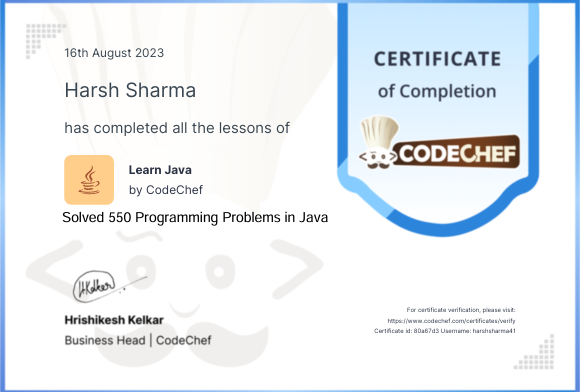 16th August 2023
Harsh Sharma
has completed all the lessons of
Learn Java
by CodeChef
Solved 550 Programming Problems in Java
CERTIFICATE
of Completion
CODECHEF
H.Kelkar
Hrishikesh Kelkar
Business Head | CodeChef
For certificate verification, please visit:
https://www.codechef.com/certificates/verify
Certificate Id: 80a67d3 Username: harshsharma41